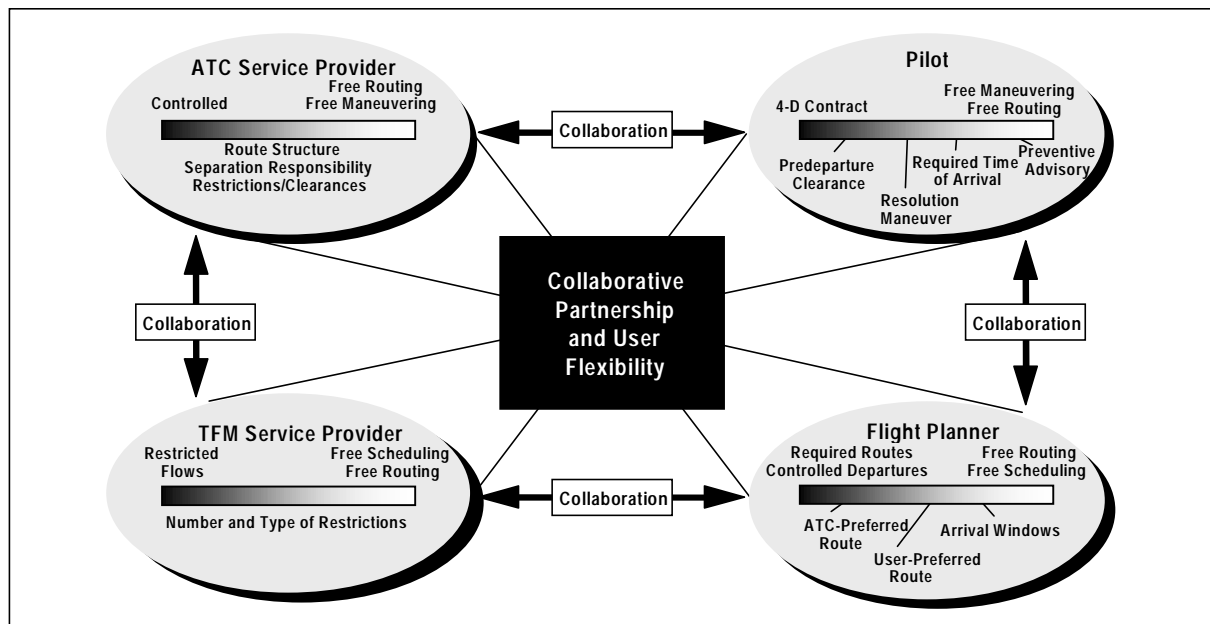 ATC Service Provider
Free Routing
Controlled Free Maneuvering
Route Structure
Separation Responsibility
Restrictions/Clearances
Collaboration
Pilot
Free Maneuvering
4-D Contract Free Routing
Predeparture
Clearance
Resolution
Maneuver
Required Time
of Arrival
Preventive
Advisory
Collaboration
Collaborative
Partnership
and User
Flexibility
Collaboration
TFM Service Provider
Restricted
Flows
Free Scheduling
Free Routing
Number and Type of Restrictions
Collaboration
Flight Planner
Required Routes
Controlled Departures
Free Routing
Free Scheduling
ATC-Preferred
Route
User-Preferred
Route
Arrival Windows